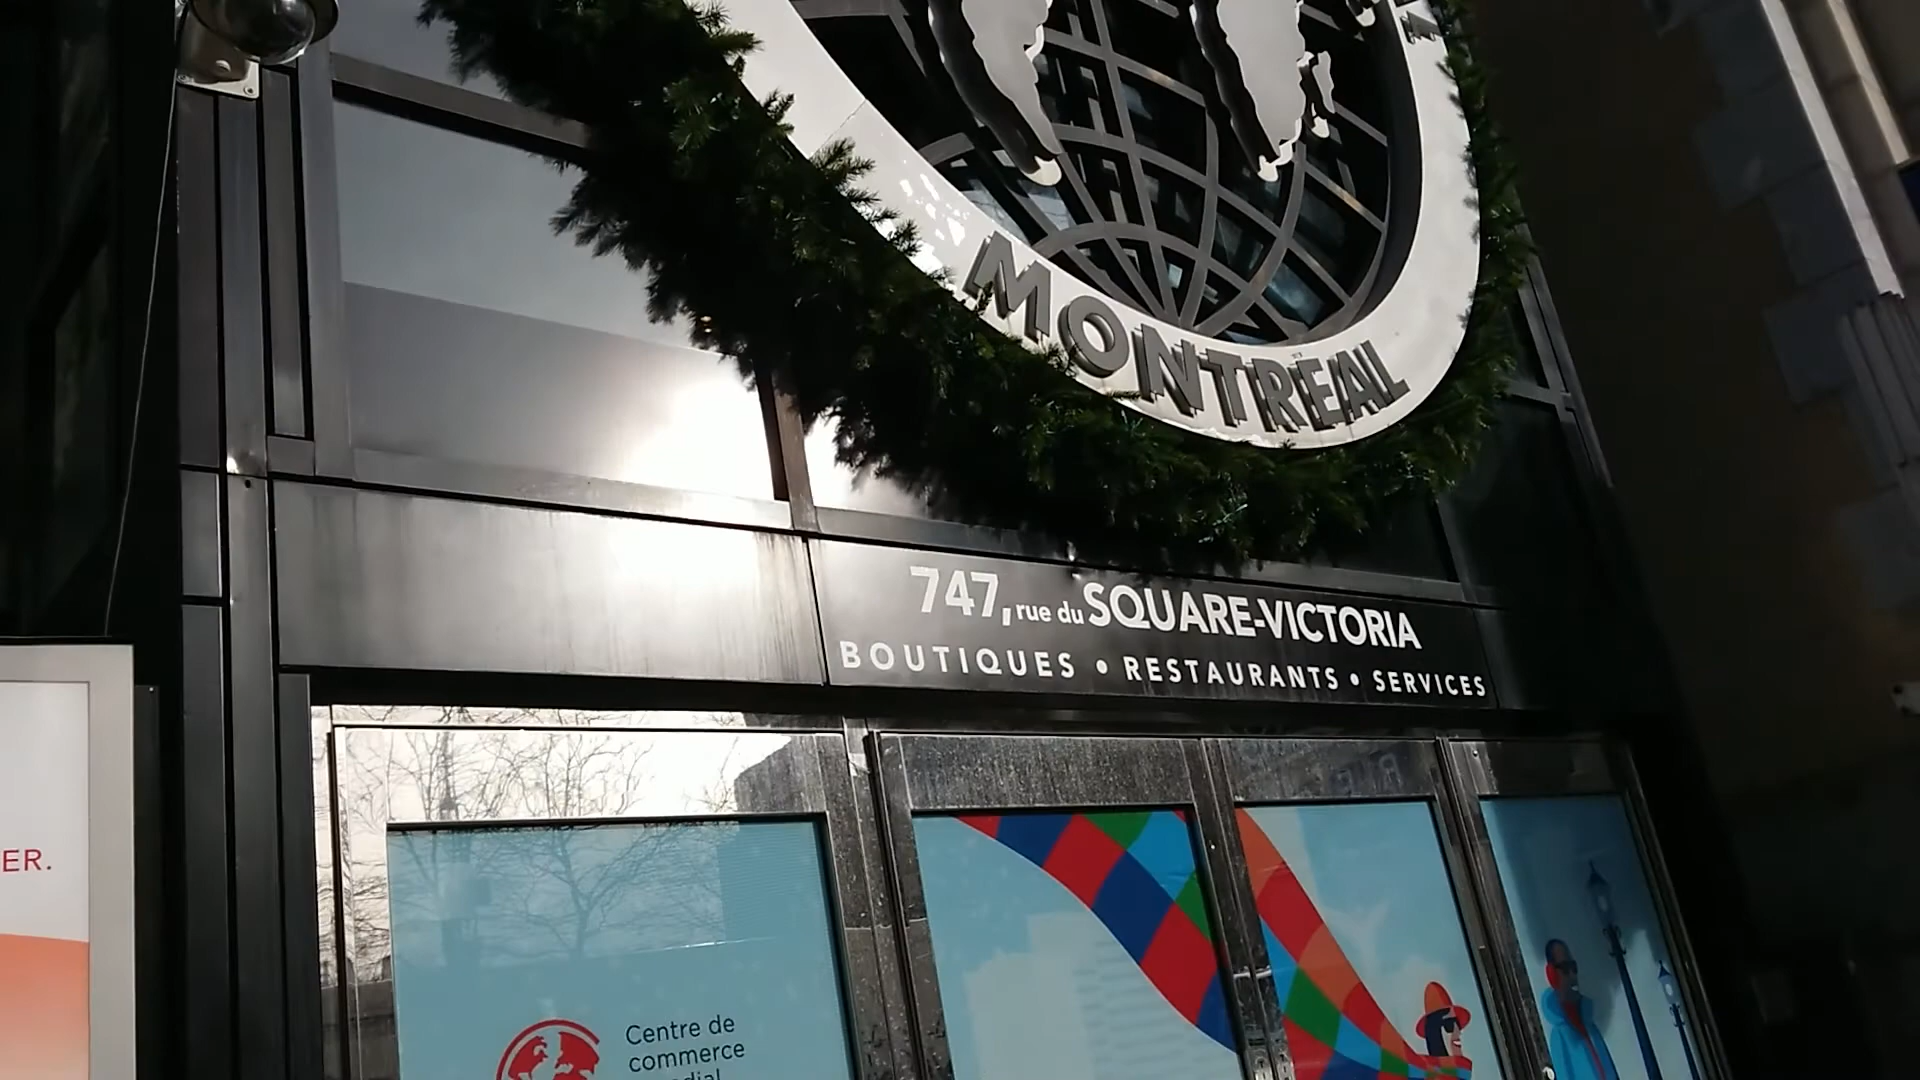 MONTRÉAL
747, rue du SQUARE-VICTORIA
BOUTIQUES • RESTAURANTS • SERVICES
ER.
Centre de
commerce